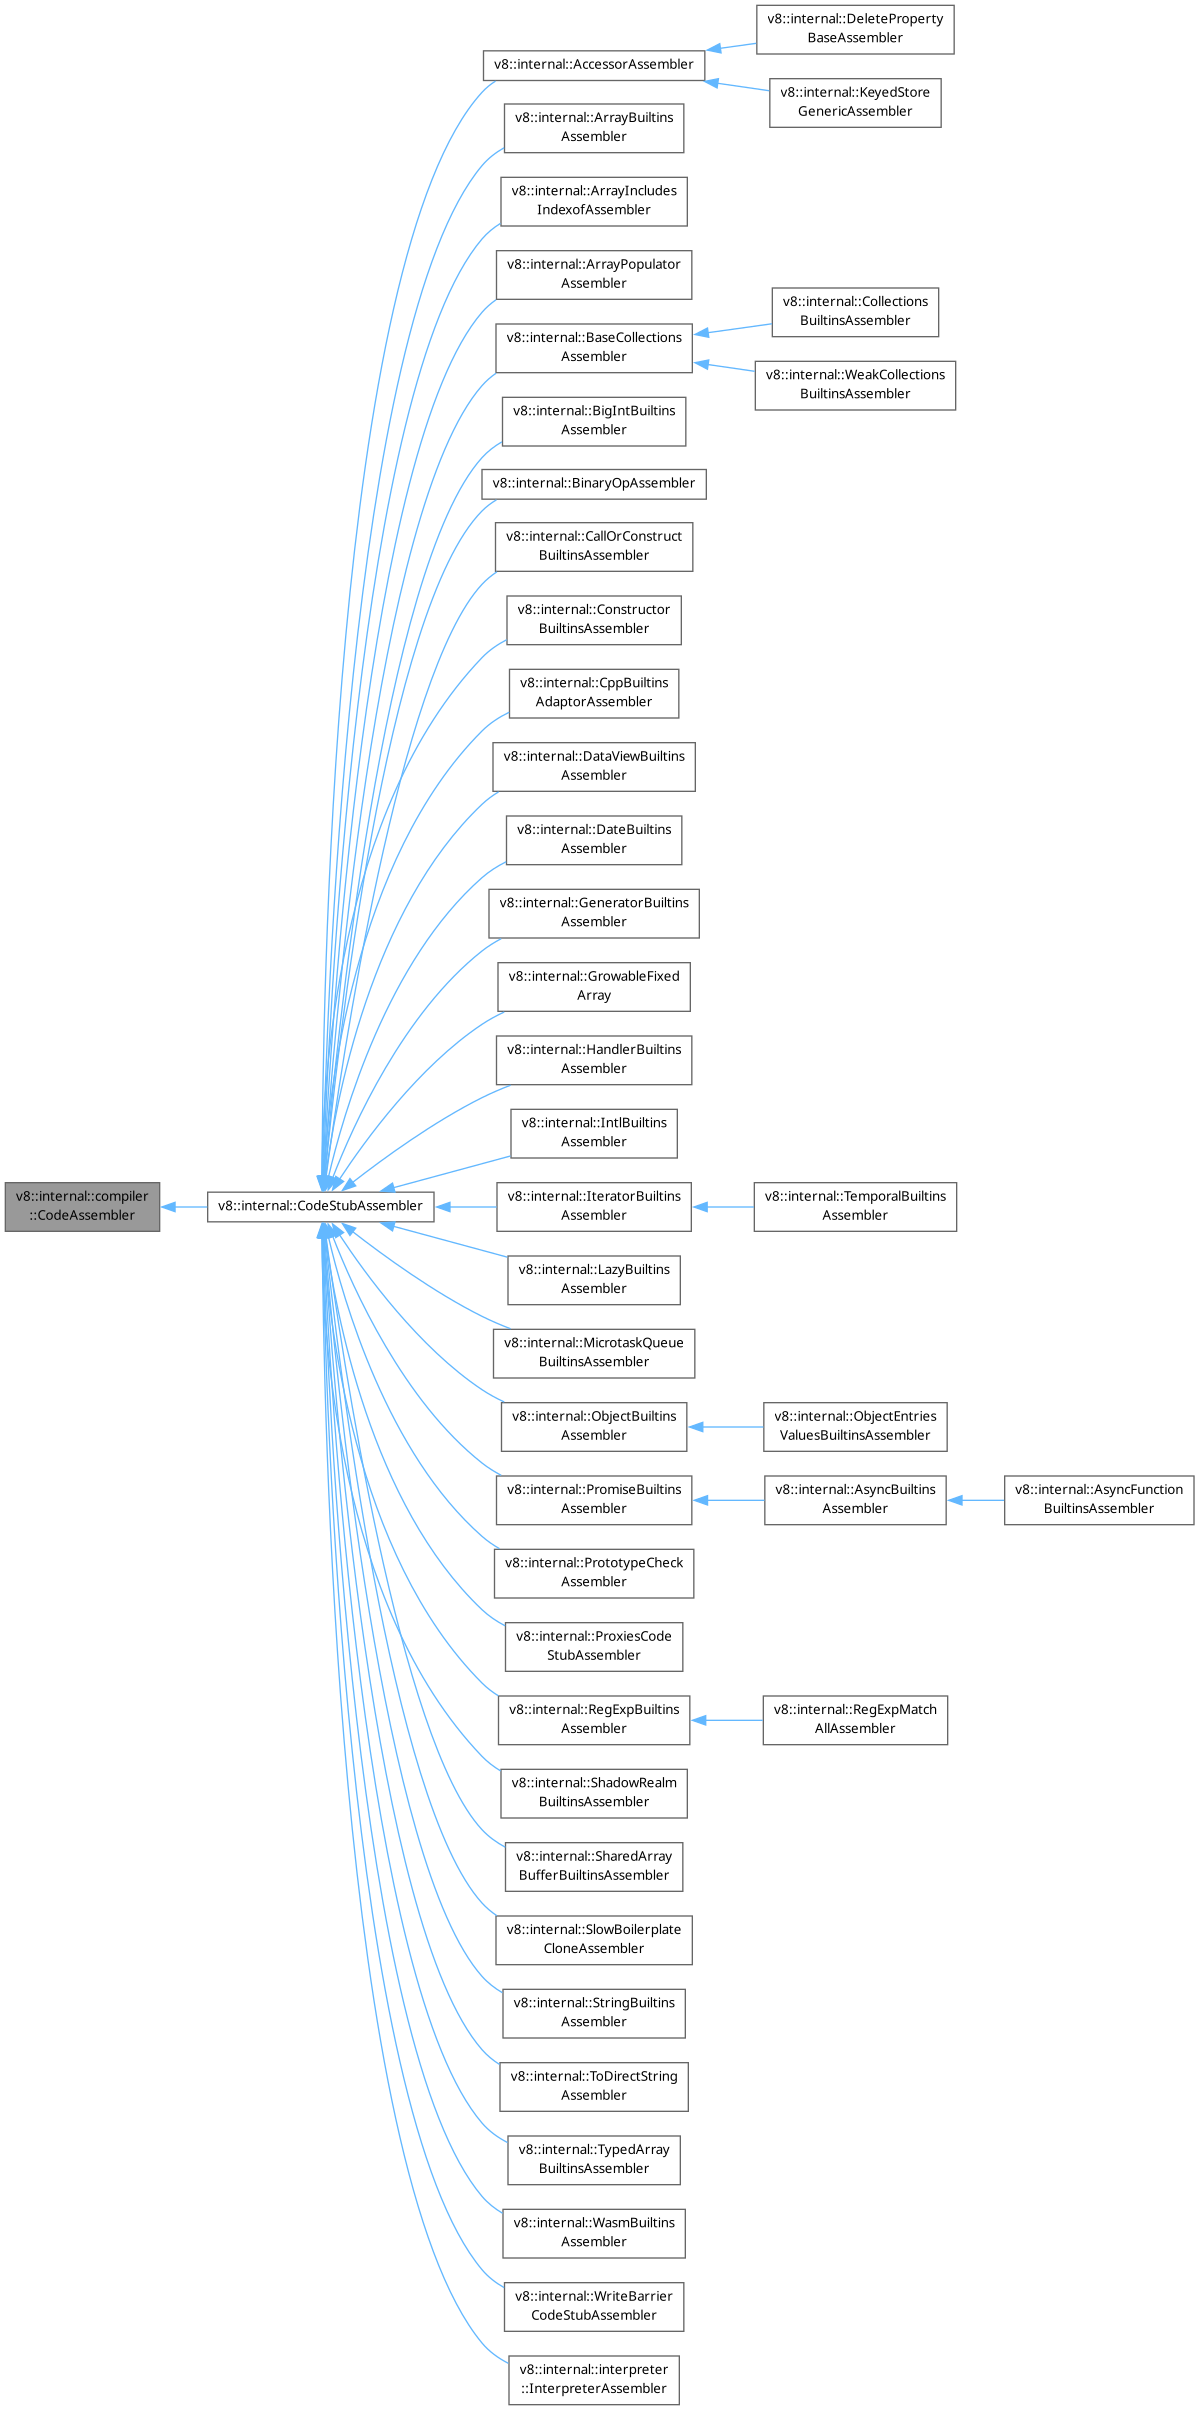 v8::internal::DeleteProperty
BaseAssembler
v8::internal::AccessorAssembler
v8::internal::KeyedStore
GenericAssembler
v8::internal::ArrayBuiltins
Assembler
v8::internal::ArrayIncludes
IndexofAssembler
v8::internal::ArrayPopulator
Assembler
v8::internal::Collections
BuiltinsAssembler
v8::internal::BaseCollections
Assembler
v8::internal::WeakCollections
BuiltinsAssembler
v8::internal::BigIntBuiltins
Assembler
v8::internal::BinaryOpAssembler
v8::internal::CallOrConstruct
BuiltinsAssembler
v8::internal::Constructor
BuiltinsAssembler
v8::internal::CppBuiltins
AdaptorAssembler
v8::internal::DataViewBuiltins
Assembler
v8::internal::DateBuiltins
Assembler
v8::internal::GeneratorBuiltins
Assembler
v8::internal::GrowableFixed
Array
v8::internal::HandlerBuiltins
Assembler
v8::internal::IntlBuiltins
Assembler
v8::internal::compiler
::CodeAssembler
v8::internal::CodeStubAssembler
v8::internal::IteratorBuiltins
Assembler
v8::internal::TemporalBuiltins
Assembler
v8::internal::LazyBuiltins
Assembler
v8::internal::MicrotaskQueue
BuiltinsAssembler
v8::internal::ObjectBuiltins
Assembler
v8::internal::ObjectEntries
ValuesBuiltinsAssembler
v8::internal::PromiseBuiltins
Assembler
v8::internal::AsyncBuiltins
Assembler
v8::internal::AsyncFunction
BuiltinsAssembler
v8::internal::PrototypeCheck
Assembler
v8::internal::ProxiesCode
StubAssembler
v8::internal::RegExpBuiltins
Assembler
v8::internal::RegExpMatch
AllAssembler
v8::internal::ShadowRealm
BuiltinsAssembler
v8::internal::SharedArray
BufferBuiltinsAssembler
v8::internal::SlowBoilerplate
CloneAssembler
v8::internal::StringBuiltins
Assembler
v8::internal::ToDirectString
Assembler
v8::internal::TypedArray
BuiltinsAssembler
v8::internal::WasmBuiltins
Assembler
v8::internal::WriteBarrier
CodeStubAssembler
v8::internal::interpreter
::InterpreterAssembler